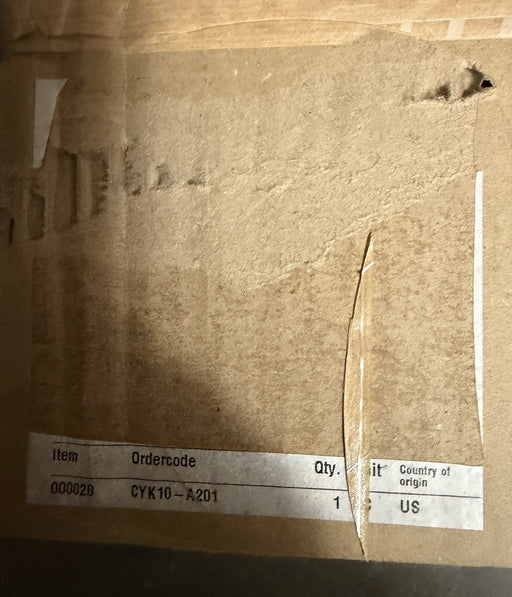 Item Ordercode Qty. Country of origin
000020 CYK10-A201 1 US